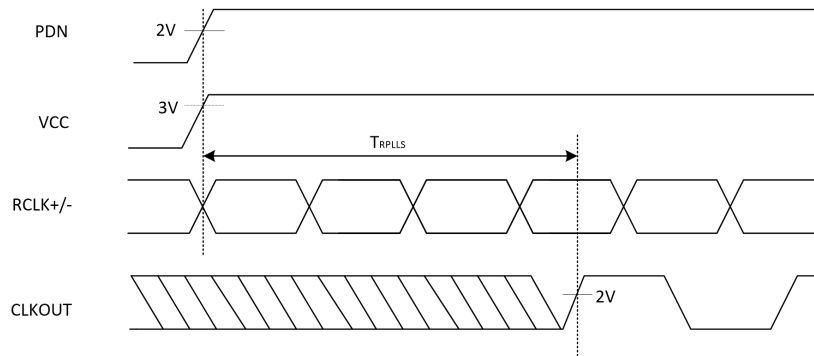 PDN
2V
3V
VCC
TRPLLS
RCLK+/-
CLKOUT
2V